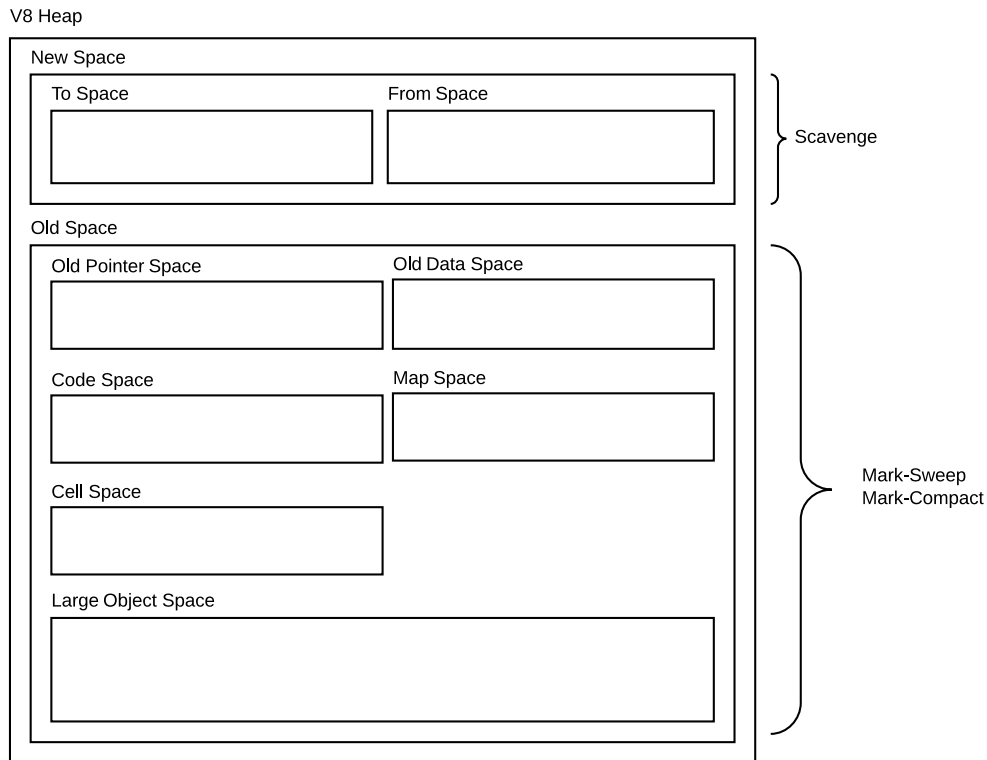 V8 Heap
New Space
To Space
From Space
Scavenge
Old Space
Old Pointer Space
Old Data Space
Code Space
Map Space
Cell Space
Large Object Space
Mark-Sweep
Mark-Compact